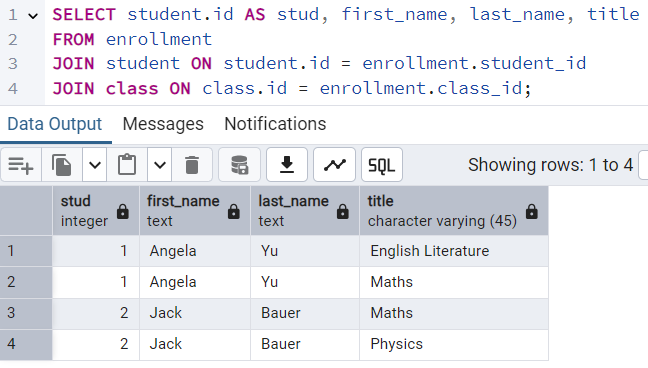 1 SELECT student.id AS stud, first_name, last_name, title
2 FROM enrollment
3 JOIN student ON student.id = enrollment.student_id
4 JOIN class ON class.id = enrollment.class_id;
Data Output Messages Notifications
SQL Showing rows: 1 to 4
stud first_name last_name title
integer text text character varying (45)
1 1 Angela Yu English Literature
2 1 Angela Yu Maths
3 2 Jack Bauer Maths
4 2 Jack Bauer Physics